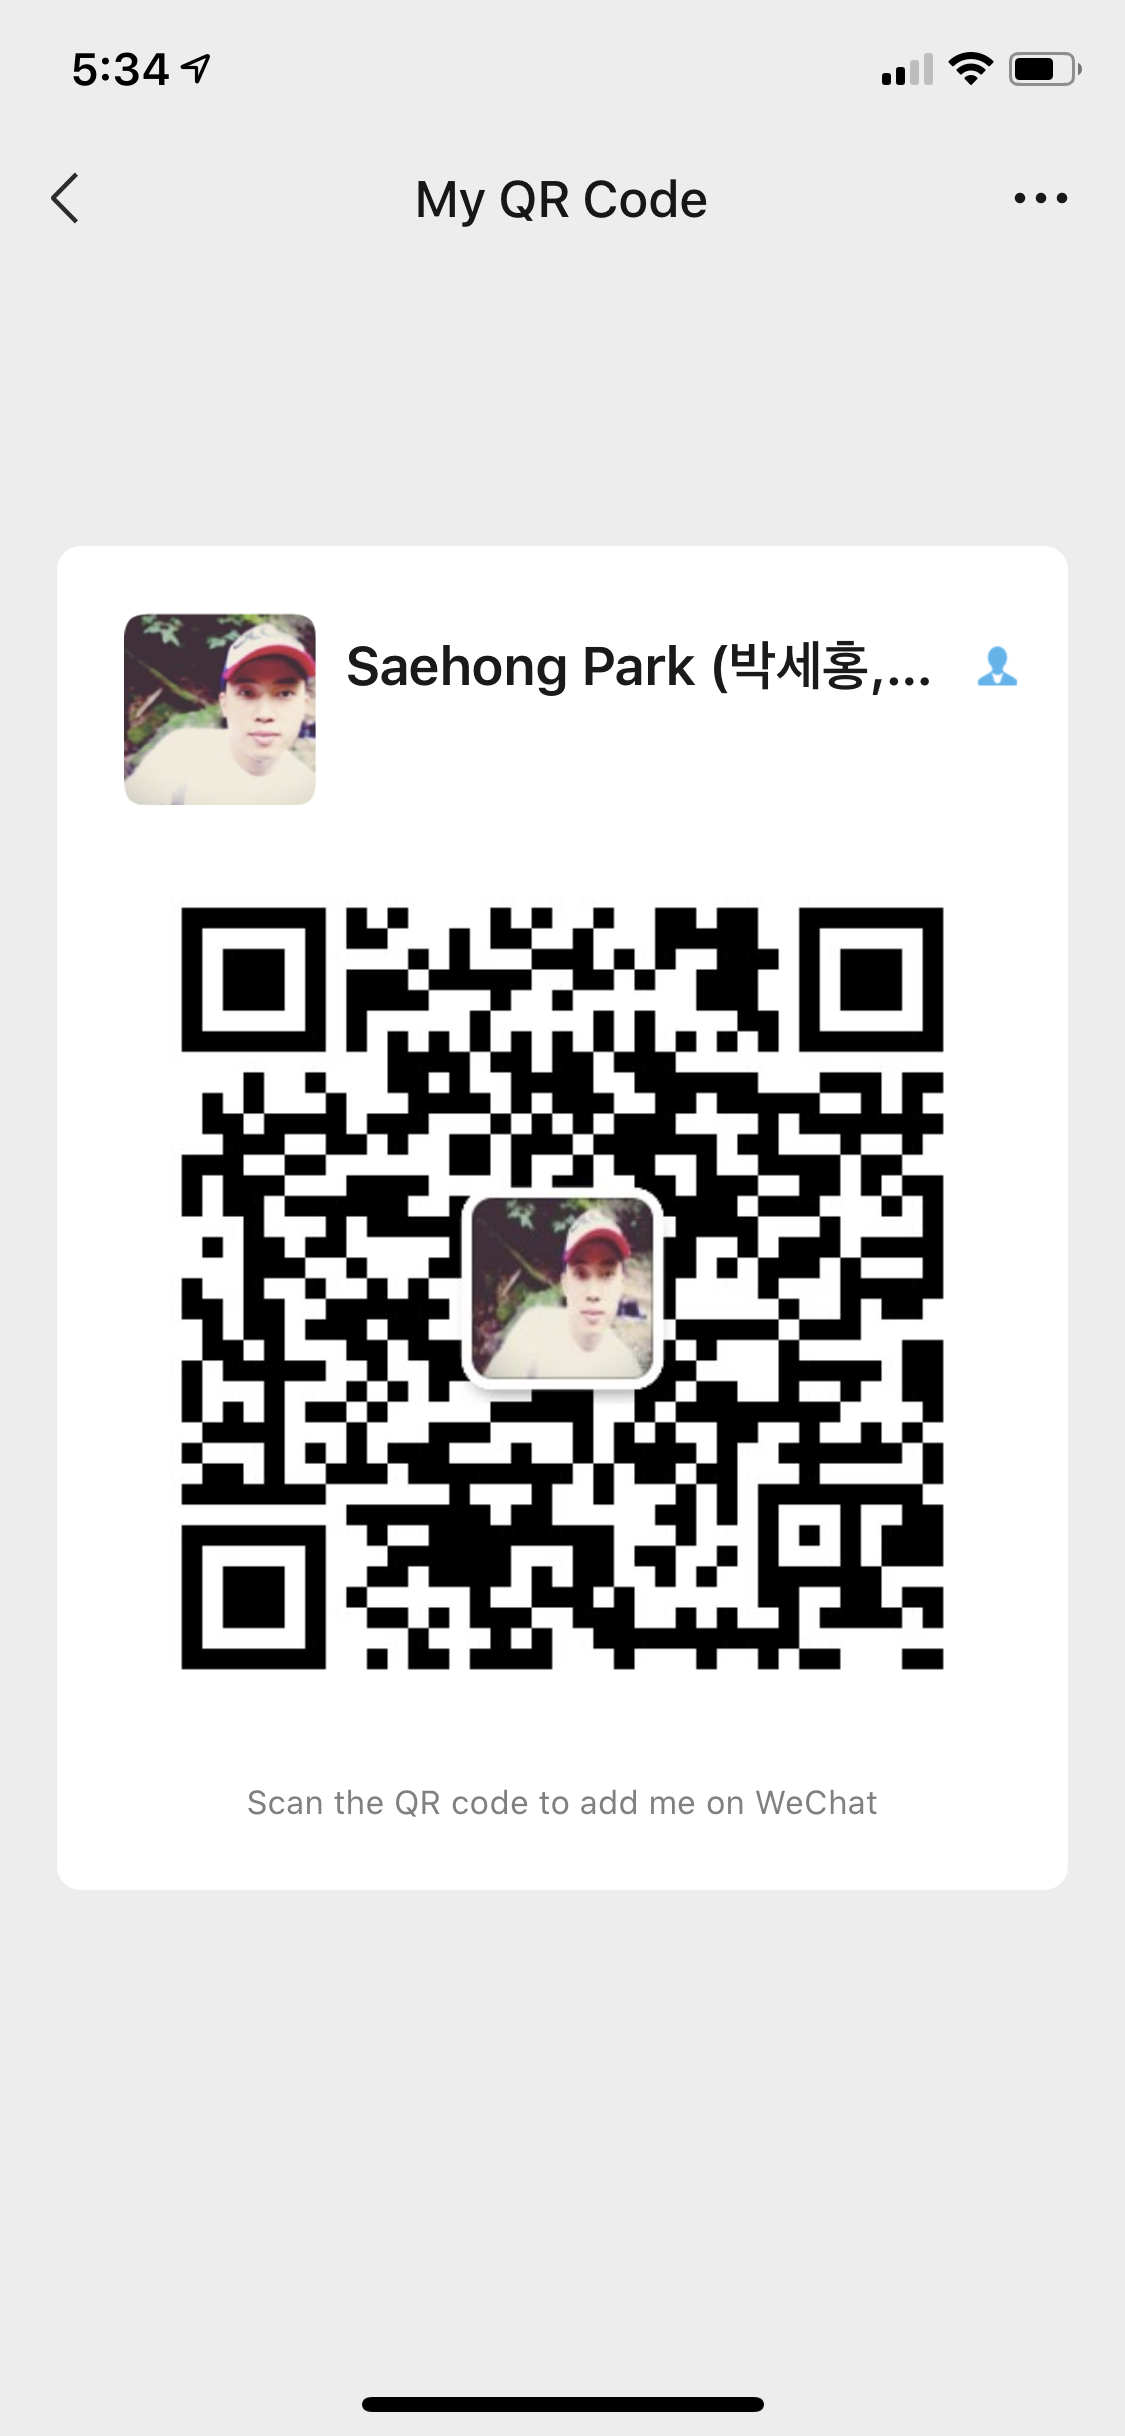 5:34
My QR Code
Saehong Park (박세홍,...
Scan the QR code to add me on WeChat